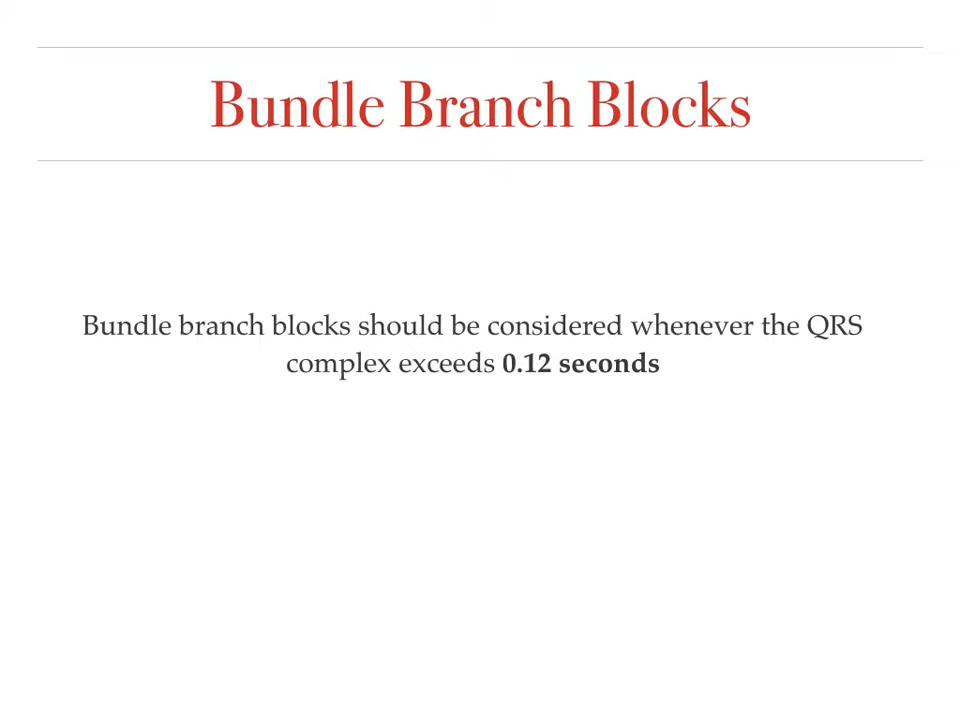 Bundle Branch Blocks
Bundle branch blocks should be considered whenever the QRS
complex exceeds 0.12 seconds